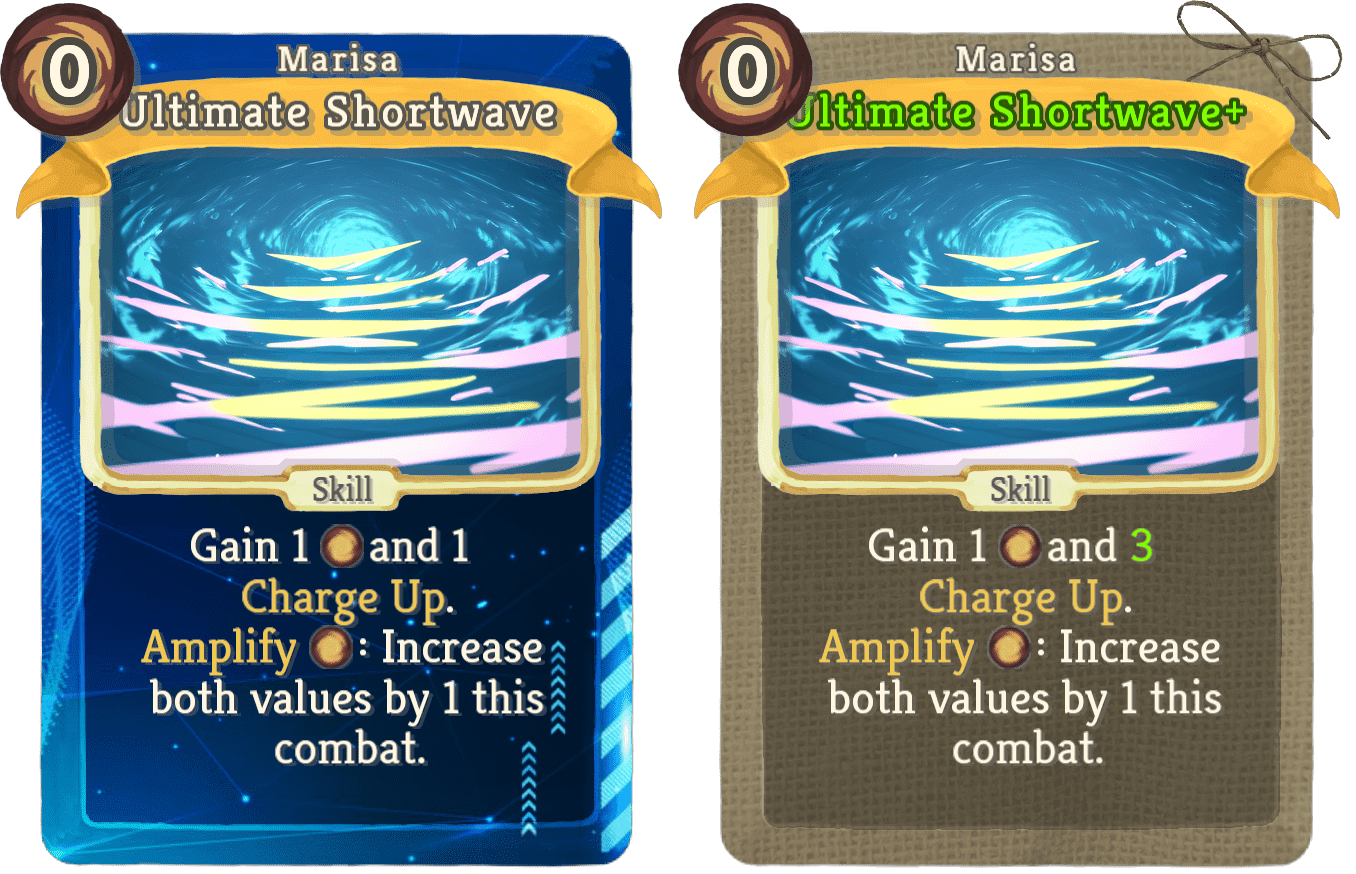 0
Marisa
Ultimate Shortwave
Skill
Gain 1 and 1
Charge Up.
Amplify : Increase
both values by 1 this
combat.
0
Marisa
Ultimate Shortwave+
Skill
Gain 1 and 3
Charge Up.
Amplify : Increase
both values by 1 this
combat.